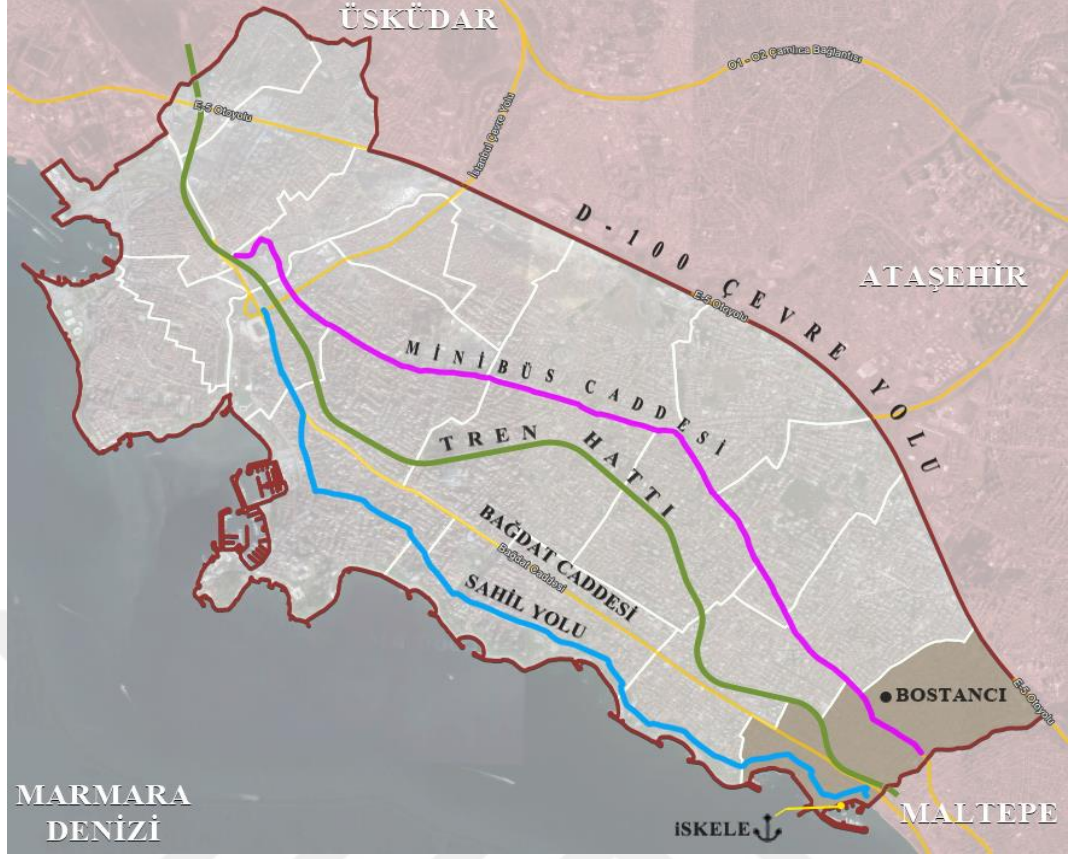 ÜSKÜDAR
O1 - O2 Çamlıca Bağlantısı
E-5 Otoyolu
İstanbul Çevre Yolu
D - 100 ÇEVRE YOLU
ATAŞEHİR
E-5 Otoyolu
MİNİBÜS CADDESİ
TREN HATTI
BAĞDAT CADDESİ
Bağdat Caddesi
SAHİL YOLU
E-5 Otoyolu
BOSTANCI
MARMARA
DENİZİ
MALTEPE
iSKELE